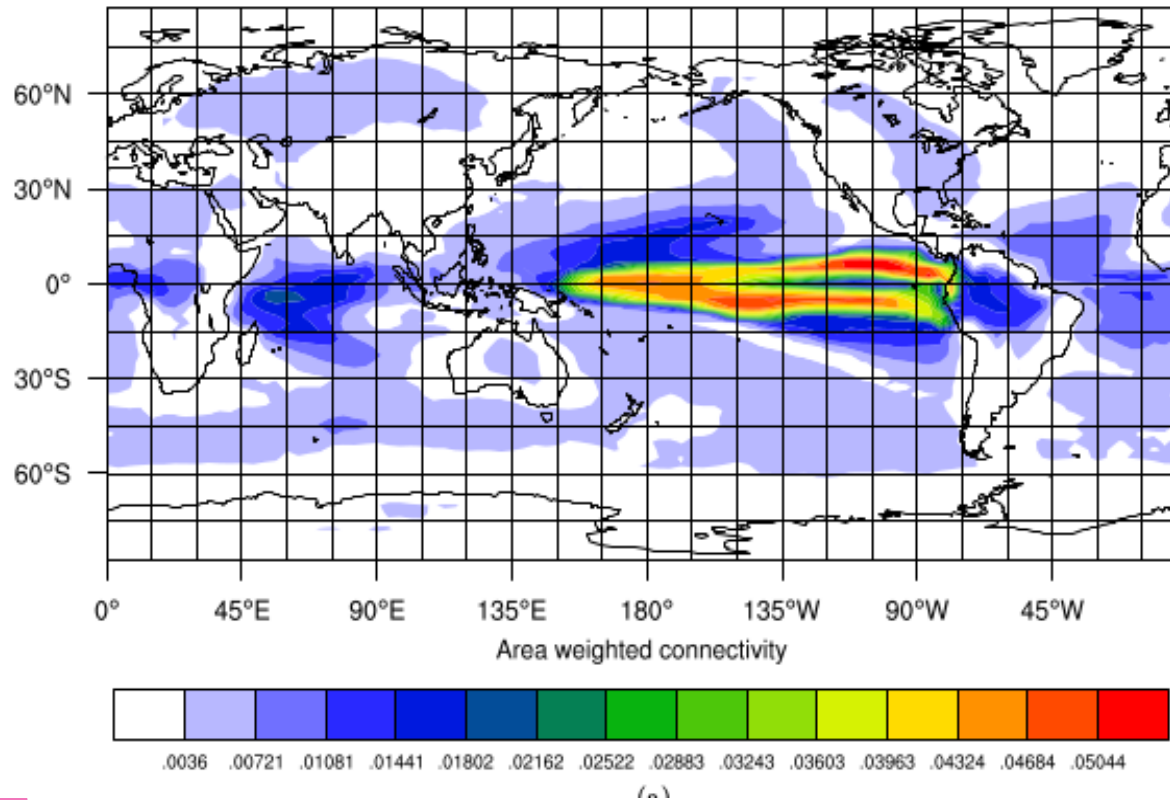 60°N
30°N
0°
30°S
60°S
0° 45°E 90°E 135°E 180° 135°W 90°W 45°W
Area weighted connectivity
.0036 .00721 .01081 .01441 .01802 .02162 .02522 .02883 .03243 .03603 .03963 .04324 .04684 .05044